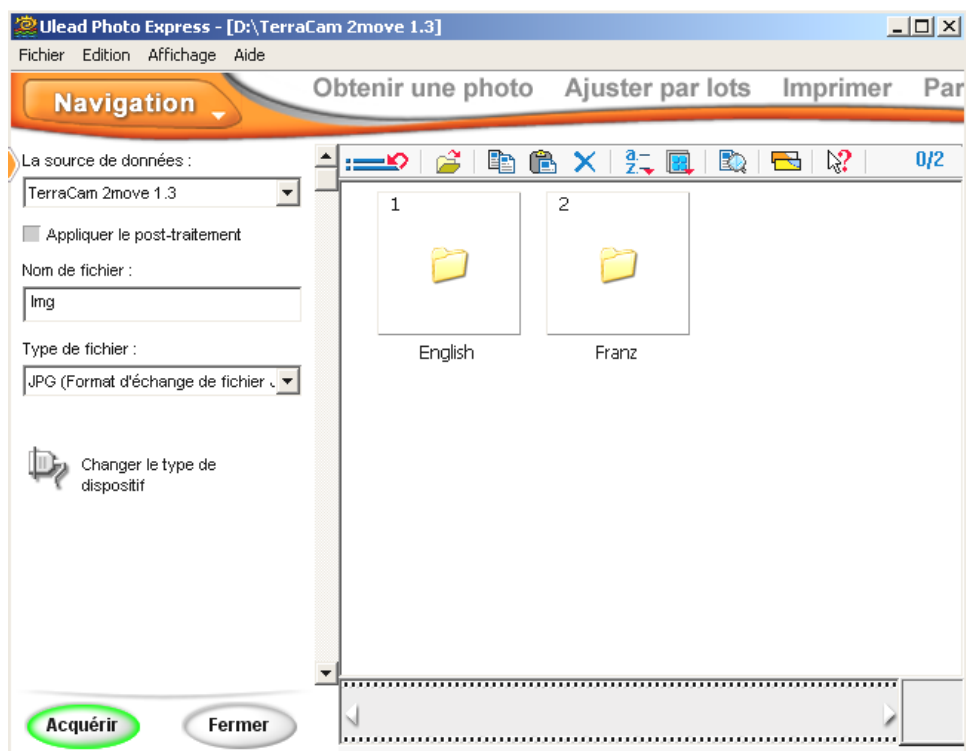 Ulead Photo Express - [D:\TerraCam 2move 1.3]
Fichier Edition Affichage Aide
Navigation
Obtenir une photo Ajuster par lots Imprimer Par
La source de données :
TerraCam 2move 1.3
Appliquer le post-traitement
Nom de fichier :
Img
Type de fichier :
JPG (Format d'échange de fichier
Changer le type de
dispositif
Acquérir Fermer
a- z- 0/2
1 2
English Franz